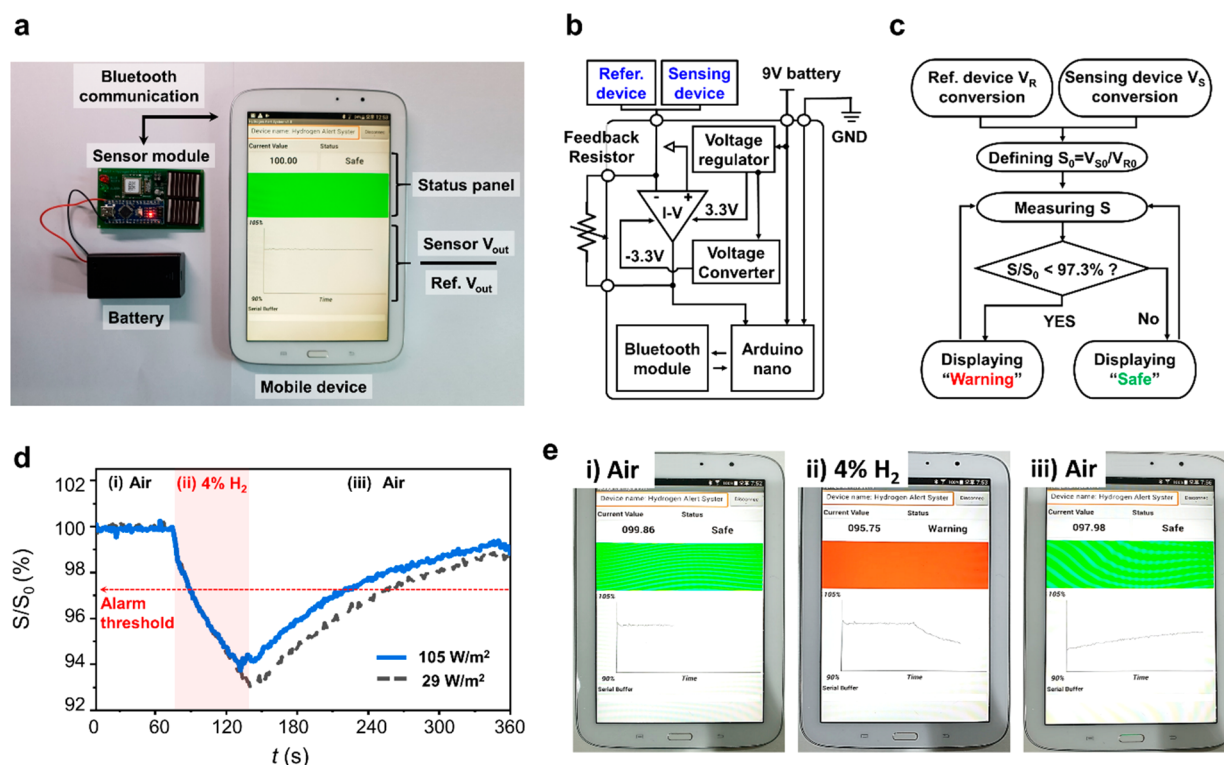 a
Bluetooth
communication
Sensor module
Battery
Device name: Hydrogen Alert Syster
Disconnec
Current Value
Status
100.00
Safe
105%
90%
Time
Serial Buffer
Status panel
Sensor Vout
Ref. Vout
Mobile device
b
Refer.
device
Sensing
device
9V battery
GND
Feedback
Resistor
Voltage
regulator
- +
I-V
3.3V
-3.3V
Voltage
Converter
Bluetooth
module
Arduino
nano
c
Ref. device VR
conversion
Sensing device VS
conversion
Defining S0=VS0/VR0
Measuring S
S/S0 < 97.3% ?
YES
No
Displaying
“Warning”
Displaying
“Safe”
d
S/S0 (%)
102
100
98
96
94
92
(i) Air
(ii) 4% H2
(iii) Air
Alarm
threshold
105 W/m²
29 W/m²
0 60 120 180 240 300 360
t (s)
e
i) Air
Device name: Hydrogen Alert Syster
Disconnec
Current Value
Status
099.86
Safe
105%
90%
Time
Serial Buffer
ii) 4% H2
Device name: Hydrogen Alert Syster
Disconnec
Current Value
Status
095.75
Warning
105%
90%
Time
Serial Buffer
iii) Air
Device name: Hydrogen Alert Syster
Disconnec
Current Value
Status
097.98
Safe
105%
90%
Time
Serial Buffer